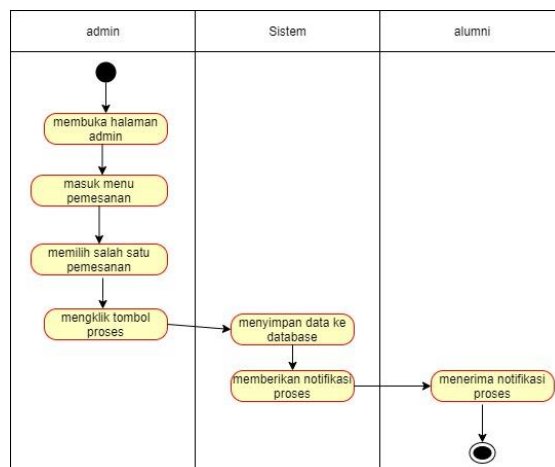 admin
Sistem
alumni
membuka halaman
admin
masuk menu
pemesanan
memilih salah satu
pemesanan
mengklik tombol
proses
menyimpan data ke
database
memberikan notifikasi
proses
menerima notifikasi
proses